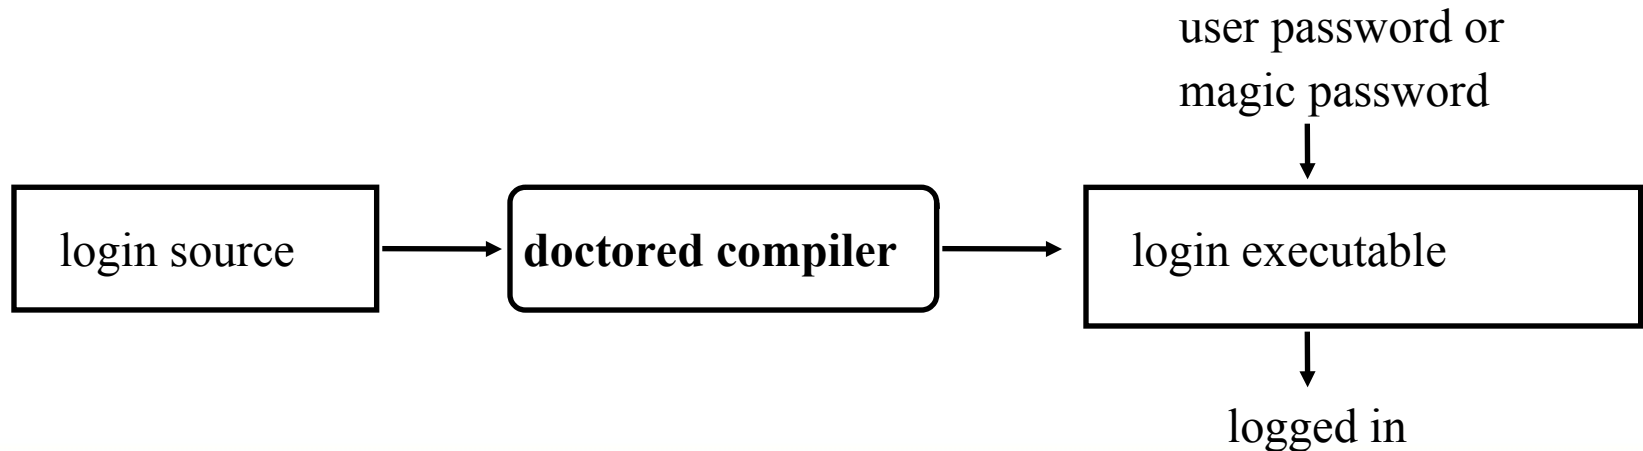 user password or
magic password
login source
doctored compiler
login executable
logged in